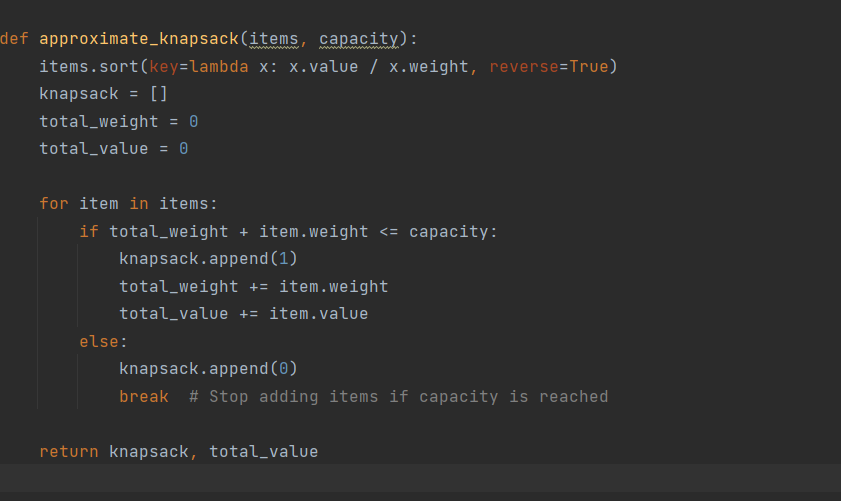 def approximate_knapsack(items, capacity):
    items.sort(key=lambda x: x.value / x.weight, reverse=True)
    knapsack = []
    total_weight = 0
    total_value = 0

    for item in items:
        if total_weight + item.weight <= capacity:
            knapsack.append(1)
            total_weight += item.weight
            total_value += item.value
        else:
            knapsack.append(0)
            break  # Stop adding items if capacity is reached

    return knapsack, total_value